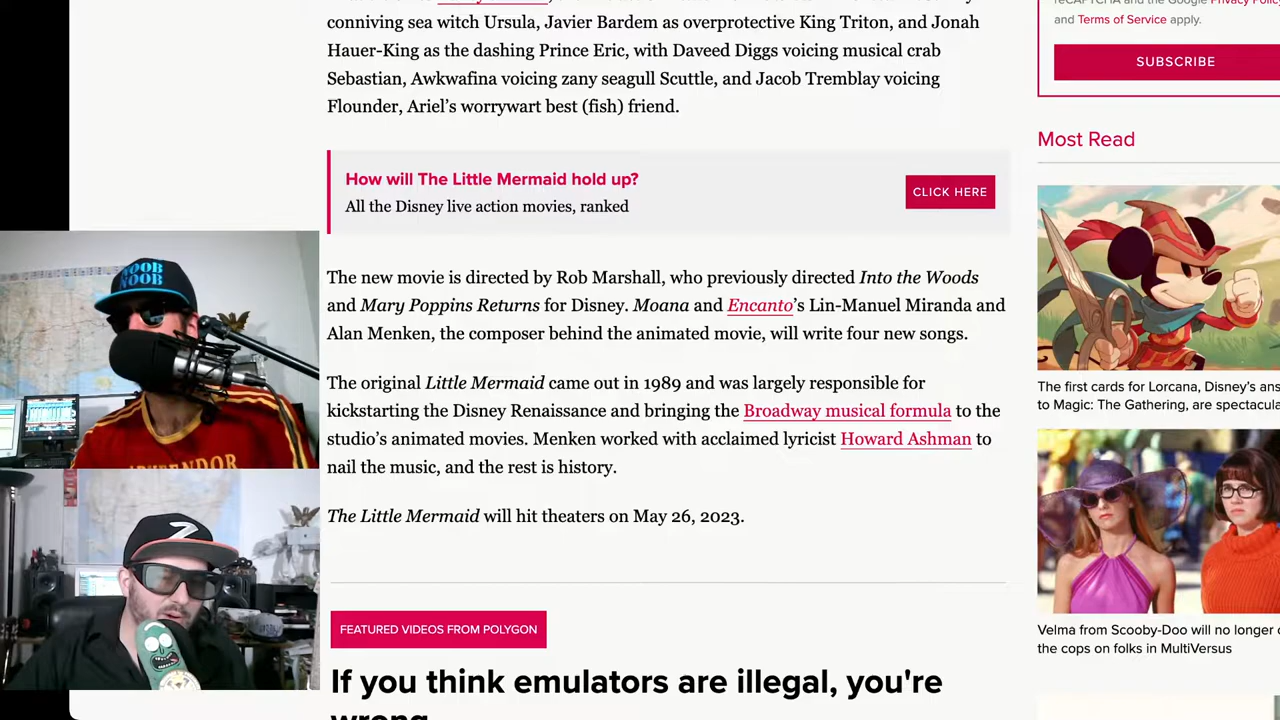 conniving sea witch Ursula, Javier Bardem as overprotective King Triton, and Jonah
Hauer-King as the dashing Prince Eric, with Daveed Diggs voicing musical crab
Sebastian, Awkwafina voicing zany seagull Scuttle, and Jacob Tremblay voicing
Flounder, Ariel’s worrywart best (fish) friend.
How will The Little Mermaid hold up?
All the Disney live action movies, ranked
CLICK HERE
The new movie is directed by Rob Marshall, who previously directed Into the Woods
and Mary Poppins Returns for Disney. Moana and Encanto’s Lin-Manuel Miranda and
Alan Menken, the composer behind the animated movie, will write four new songs.
The original Little Mermaid came out in 1989 and was largely responsible for
kickstarting the Disney Renaissance and bringing the Broadway musical formula to the
studio’s animated movies. Menken worked with acclaimed lyricist Howard Ashman to
nail the music, and the rest is history.
The Little Mermaid will hit theaters on May 26, 2023.
FEATURED VIDEOS FROM POLYGON
If you think emulators are illegal, you're
wrong
reCAPTCHA and the Google Privacy Policy
and Terms of Service apply.
SUBSCRIBE
Most Read
The first cards for Lorcana, Disney’s ans
to Magic: The Gathering, are spectacula
Velma from Scooby-Doo will no longer
the cops on folks in MultiVersus
NOOB
NOOB
Z